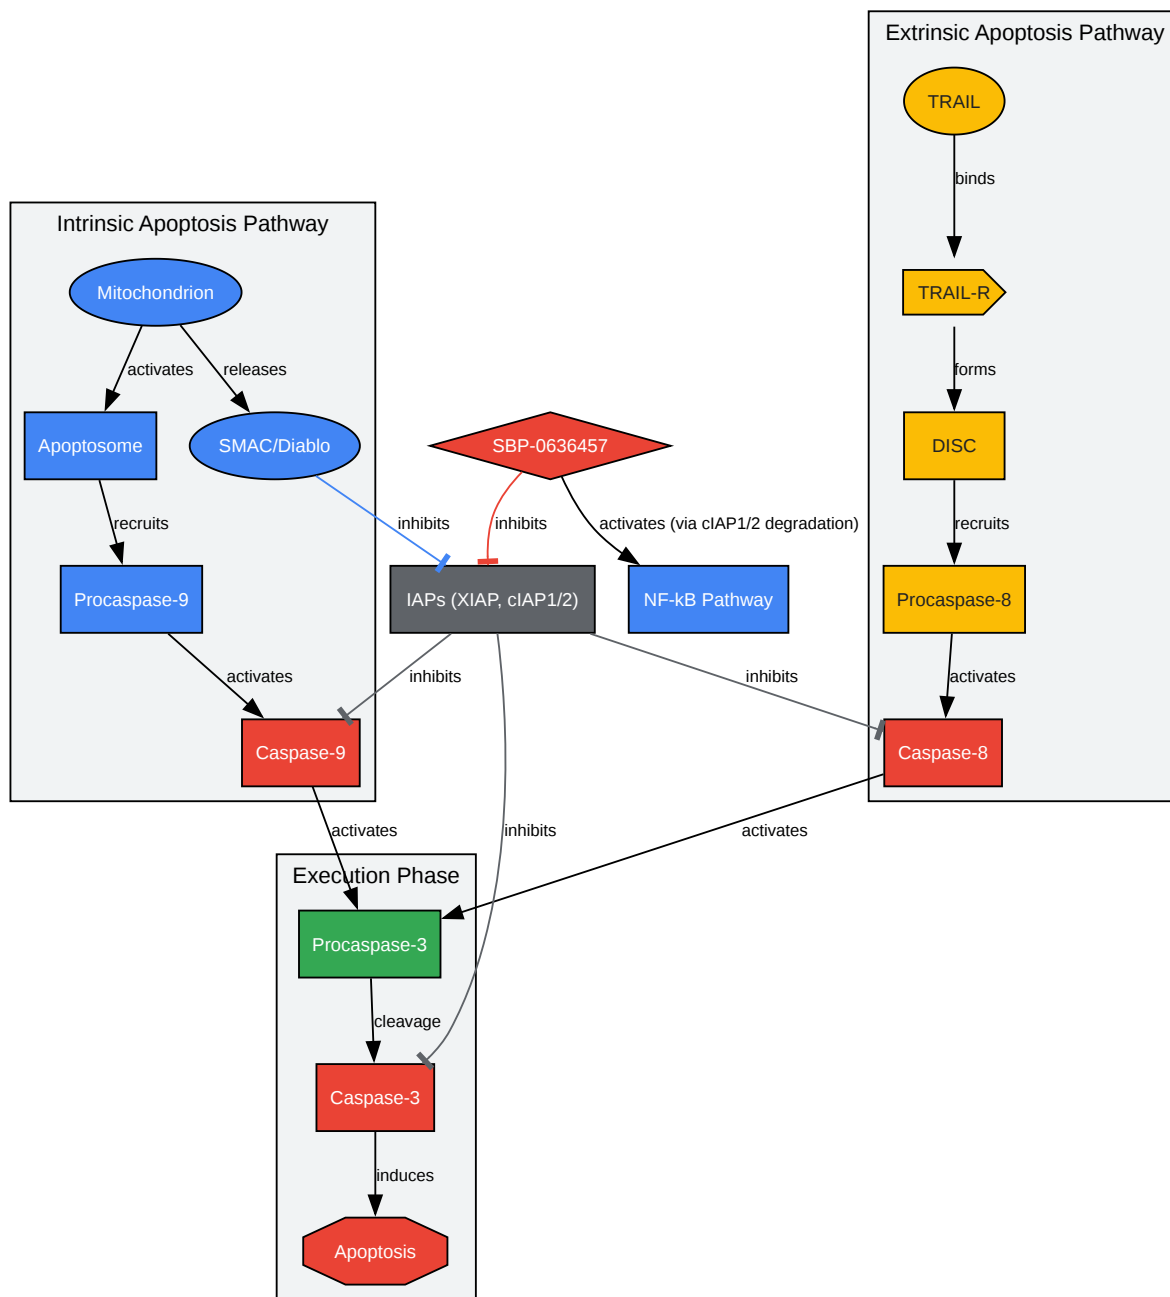 Extrinsic Apoptosis Pathway
TRAIL
binds
Intrinsic Apoptosis Pathway
Mitochondrion
TRAIL-R
activates
releases
forms
Apoptosome
SMAC/Diablo
SBP-0636457
DISC
recruits
inhibits
inhibits
activates (via cIAP1/2 degradation)
recruits
Procaspase-9
IAPs (XIAP, cIAP1/2)
NF-kB Pathway
Procaspase-8
activates
inhibits
inhibits
activates
Caspase-9
Caspase-8
activates
inhibits
activates
Execution Phase
Procaspase-3
cleavage
Caspase-3
induces
Apoptosis